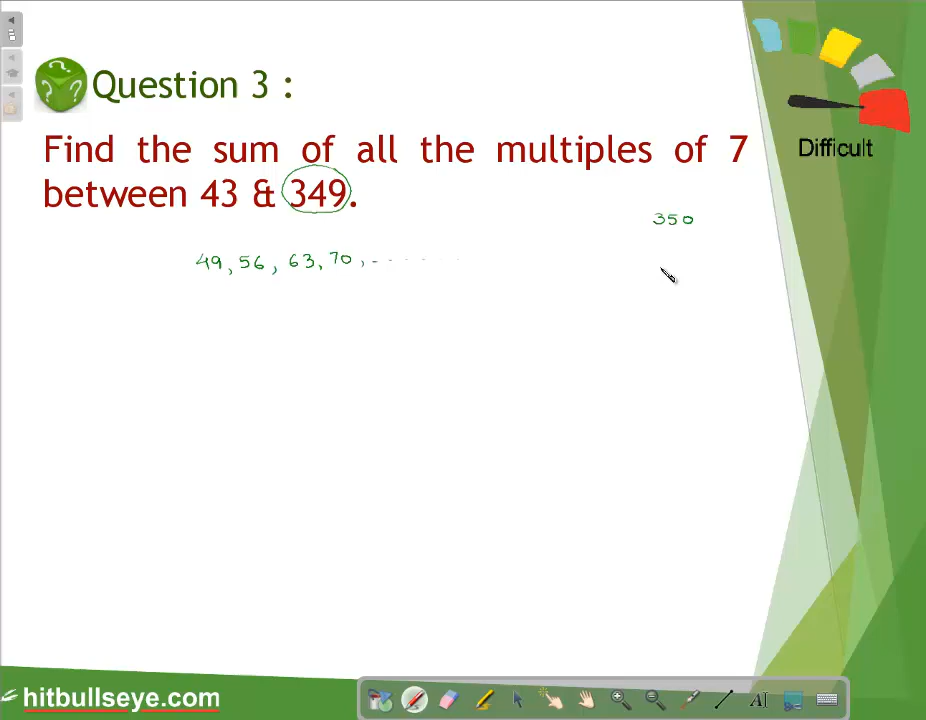 Question 3 :
Find the sum of all the multiples of 7
between 43 & 349.
Difficult
350
49, 56, 63, 70, - - - - - -
hitbullseye.com